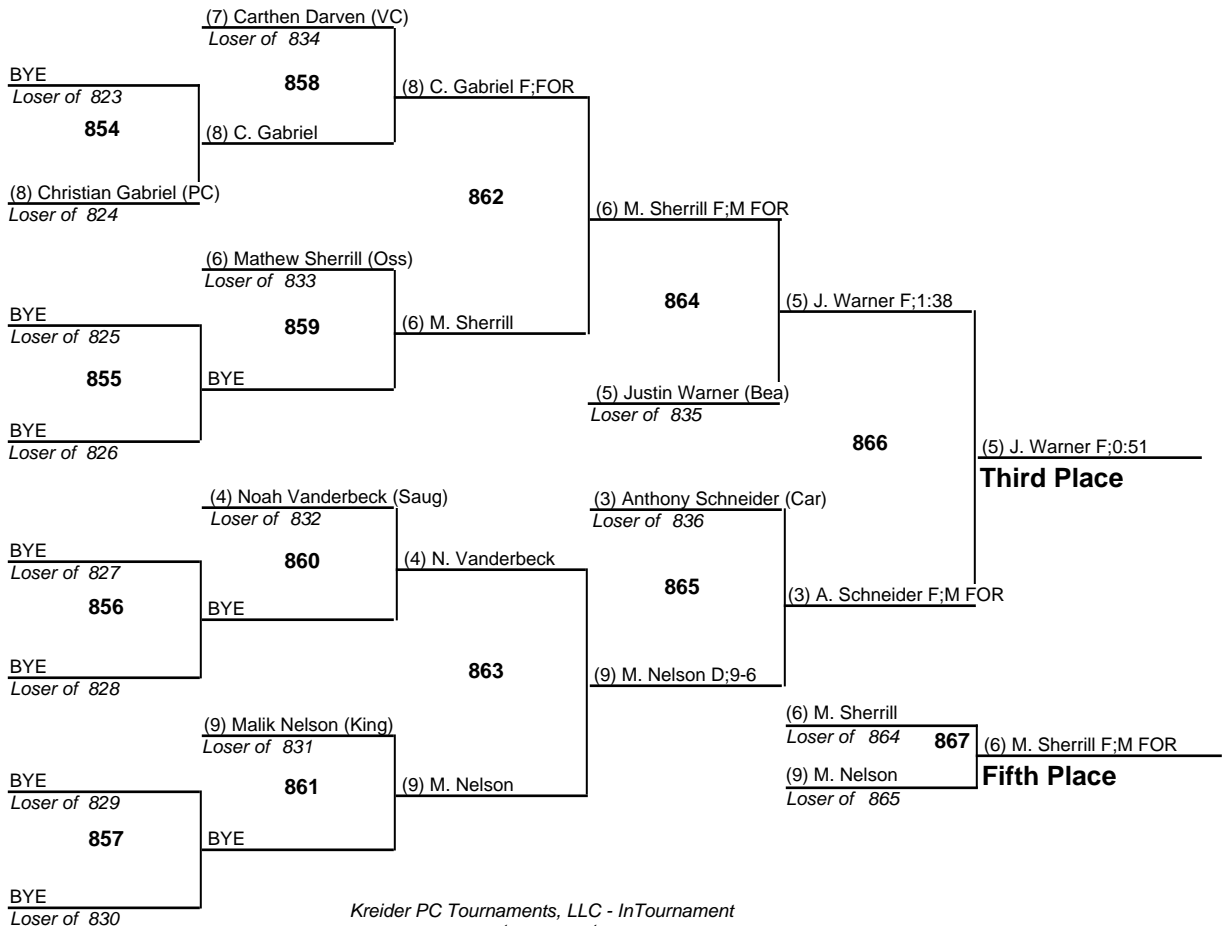 (7) Carthen Darven (VC)
Loser of 834
BYE
Loser of 823
858
(8) C. Gabriel F;FOR
854
(8) C. Gabriel
(8) Christian Gabriel (PC)
Loser of 824
862
(6) M. Sherrill F;M FOR
(6) Mathew Sherrill (Oss)
Loser of 833
864
(5) J. Warner F;1:38
BYE
Loser of 825
859
(6) M. Sherrill
855
BYE
(5) Justin Warner (Bea)
Loser of 835
BYE
Loser of 826
866
(5) J. Warner F;0:51
Third Place
(4) Noah Vanderbeck (Saug)
Loser of 832
(3) Anthony Schneider (Car)
Loser of 836
BYE
Loser of 827
860
(4) N. Vanderbeck
865
856
BYE
(3) A. Schneider F;M FOR
BYE
Loser of 828
863
(9) M. Nelson D;9-6
(9) Malik Nelson (King)
Loser of 831
(6) M. Sherrill
Loser of 864
867
(6) M. Sherrill F;M FOR
Fifth Place
(9) M. Nelson
Loser of 865
BYE
Loser of 829
861
(9) M. Nelson
857
BYE
BYE
Loser of 830
Kreider PC Tournaments, LLC - InTournament